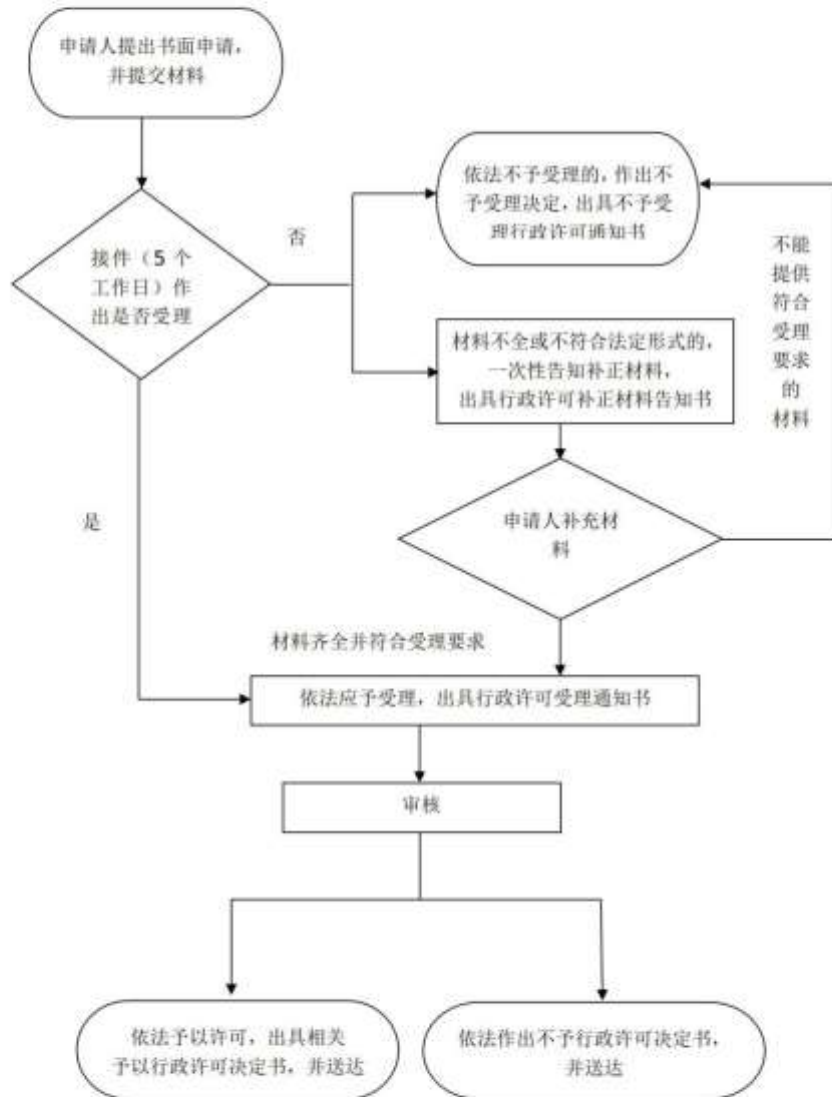 申请人提出书面申请，
并提交材料
接件（5 个
工作日）作
出是否受理
否
依法不予受理的，作出不
予受理决定，出具不予受
理行政许可通知书
不能
提供
符合
受理
要求
的
材料
材料不全或不符合法定形式的，
一次性告知补正材料，
出具行政许可补正材料告知书
是
申请人补充材
料
材料齐全并符合受理要求
依法应予受理，出具行政许可受理通知书
审核
依法予以许可，出具相关
予以行政许可决定书，并送达
依法作出不予行政许可决定书，
并送达